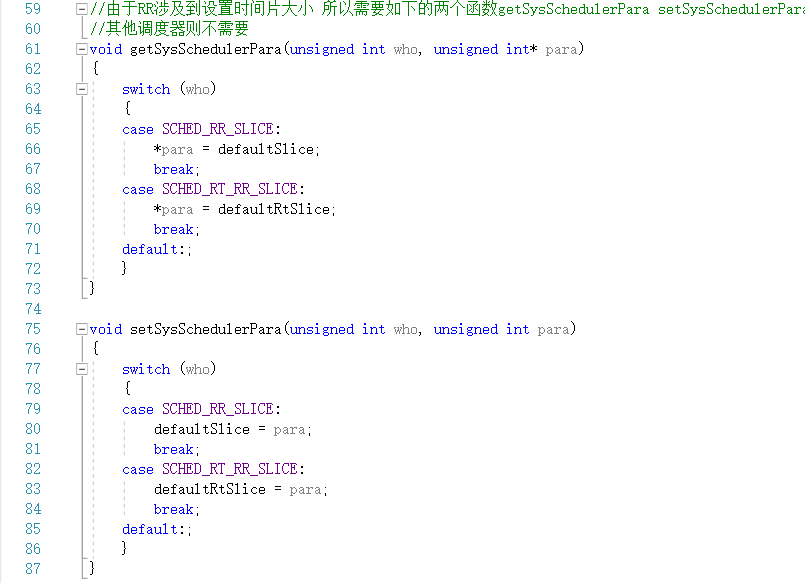 59 //由于RR涉及到设置时间片大小 所以需要如下的两个函数getSysSchedulerPara setSysSchedulerPara
60 //其他调度器则不需要
61 void getSysSchedulerPara(unsigned int who, unsigned int* para)
62 {
63 switch (who)
64 {
65 case SCHED_RR_SLICE:
66 *para = defaultSlice;
67 break;
68 case SCHED_RT_RR_SLICE:
69 *para = defaultRtSlice;
70 break;
71 default:;
72 }
73 }
74
75 void setSysSchedulerPara(unsigned int who, unsigned int para)
76 {
77 switch (who)
78 {
79 case SCHED_RR_SLICE:
80 defaultSlice = para;
81 break;
82 case SCHED_RT_RR_SLICE:
83 defaultRtSlice = para;
84 break;
85 default:;
86 }
87 }